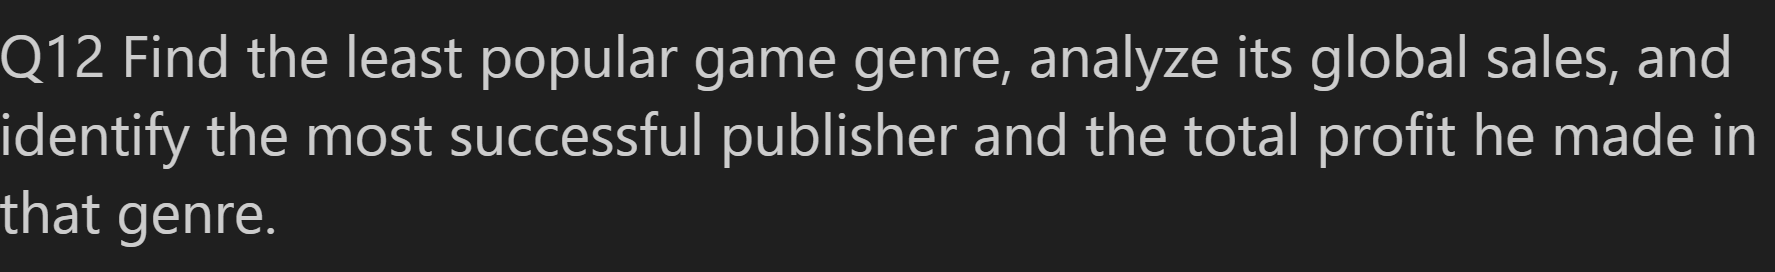 Q12 Find the least popular game genre, analyze its global sales, and
identify the most successful publisher and the total profit he made in
that genre.